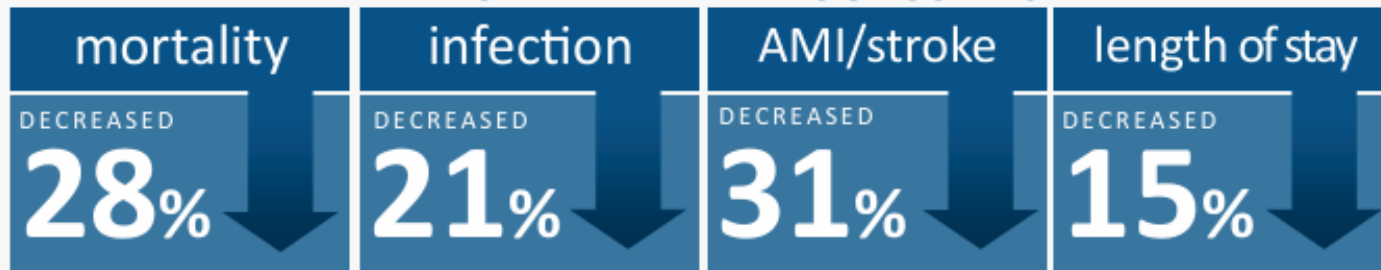 mortality
DECREASED
28%
infection
DECREASED
21%
AMI/stroke
DECREASED
31%
length of stay
DECREASED
15%